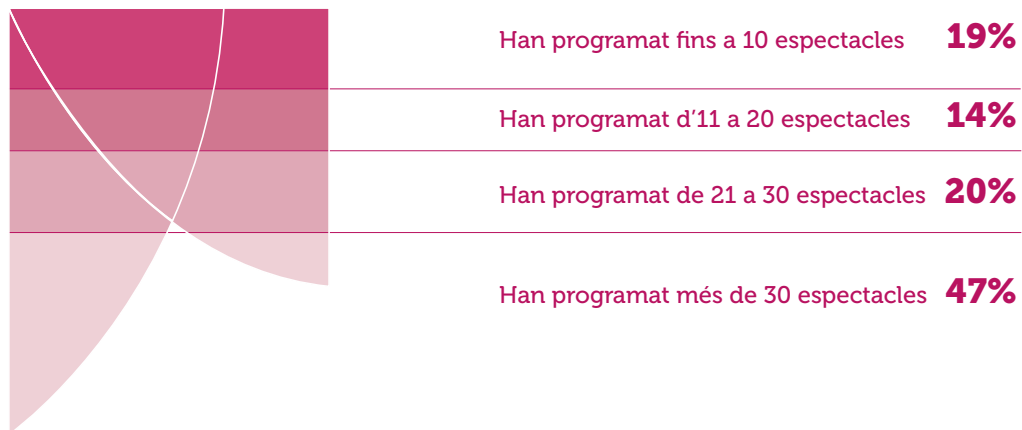 Han programat fins a 10 espectacles 19%
Han programat d'11 a 20 espectacles 14%
Han programat de 21 a 30 espectacles 20%
Han programat més de 30 espectacles 47%